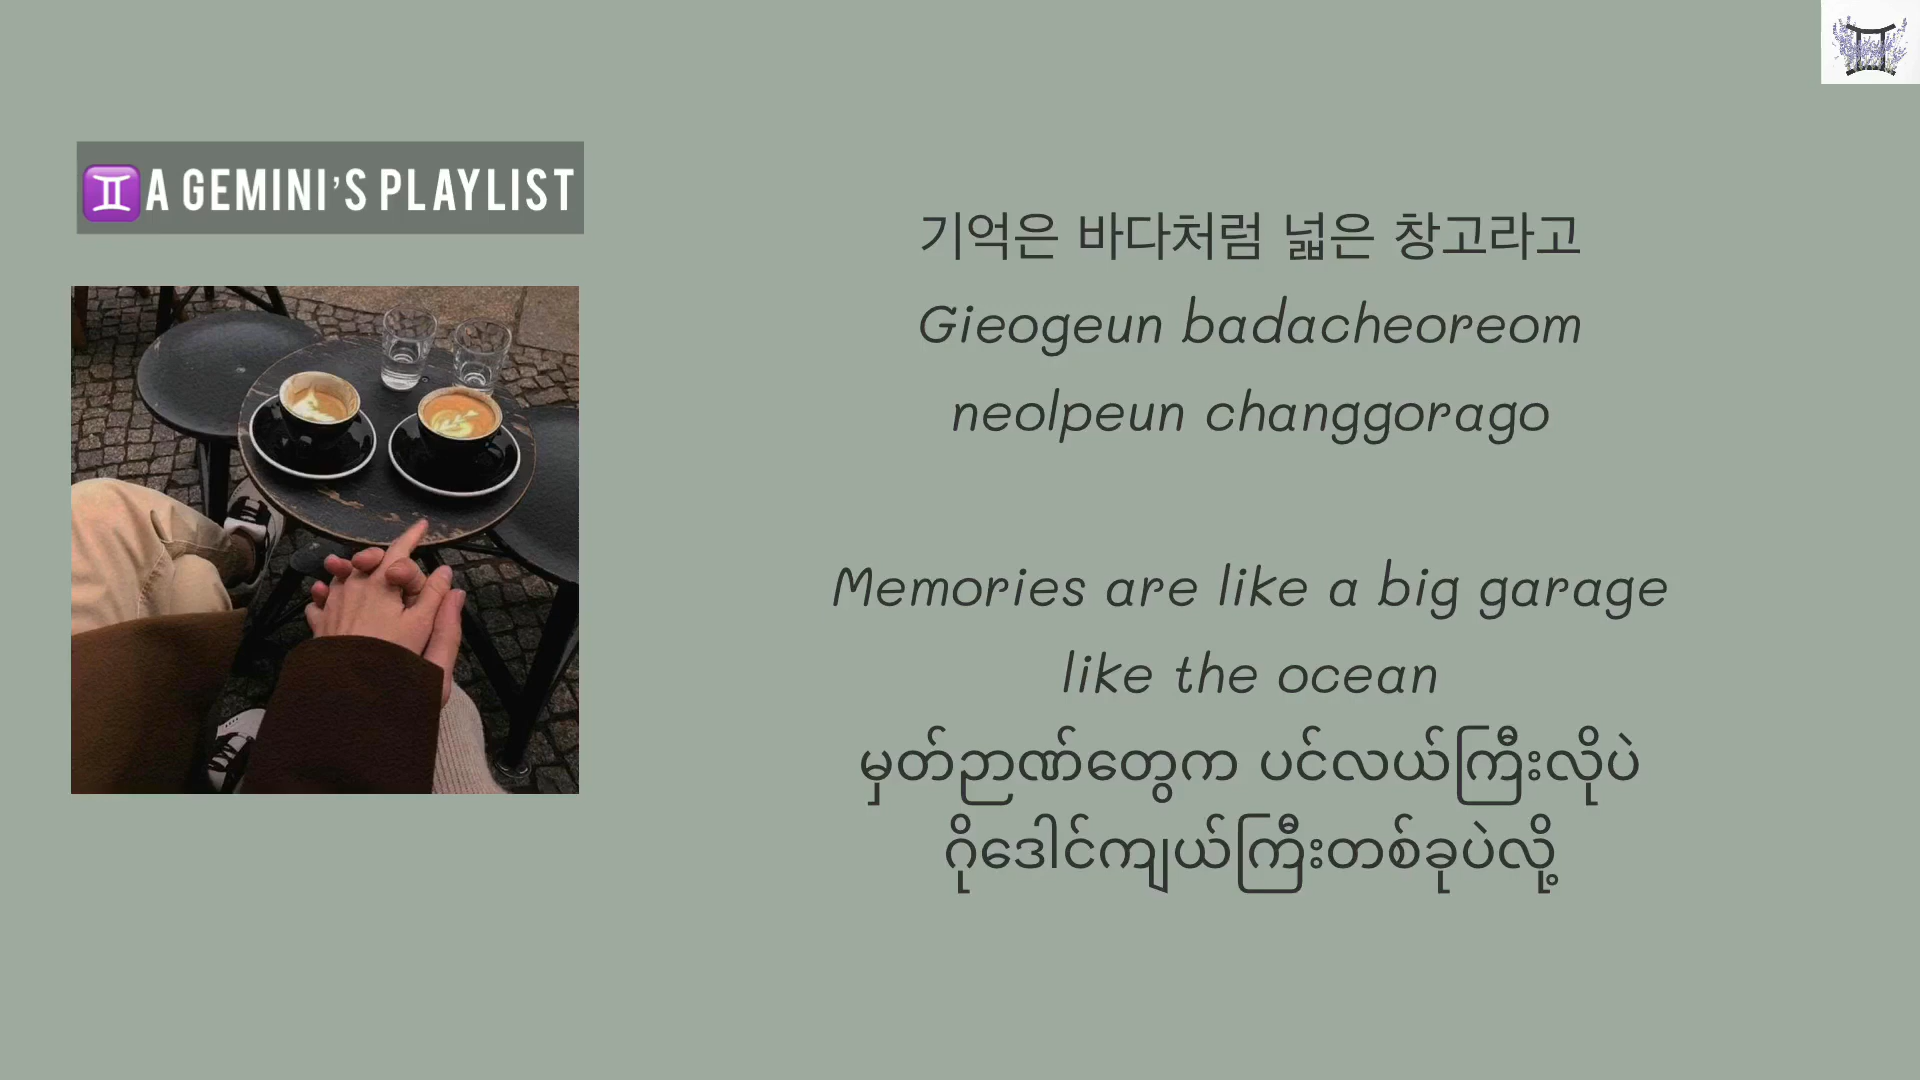 ♊A GEMINI'S PLAYLIST
기억은 바다처럼 넓은 창고라고
Gieogeun badacheoreom
neolpeun changgorago
Memories are like a big garage
like the ocean
မှတ်ဉာဏ်တွေက ပင်လယ်ကြီးလိုပဲ
ဂိုဒေါင်ကျယ်ကြီးတစ်ခုပဲလို့